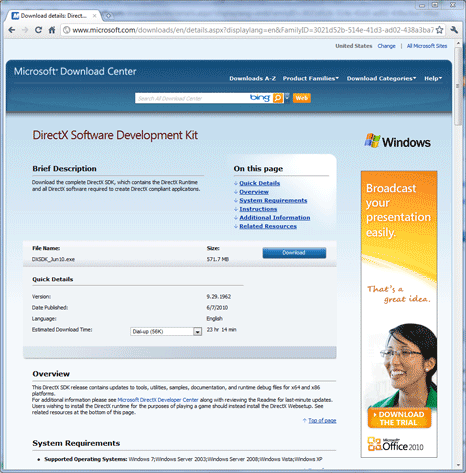 Download details: DirectX...
www.microsoft.com/downloads/en/details.aspx?displaylang=en&FamilyID=3021d52b-514e-41d3-ad02-438a3ba7
United States Change | All Microsoft Sites
Microsoft Download Center
Downloads A-Z Product Families Download Categories Help
Search All Download Center bing Web
DirectX Software Development Kit
Windows
Brief Description
Download the complete DirectX SDK, which contains the DirectX Runtime
and all DirectX software required to create DirectX compliant applications.
On this page
Quick Details
Overview
System Requirements
Instructions
Additional Information
Related Resources
File Name: Size:
DXSDK_Jun10.exe 571.7 MB Download
Quick Details
Version: 9.29.1962
Date Published: 6/7/2010
Language: English
Estimated Download Time: Dial-up (56K) 23 hr 14 min
Overview
This DirectX SDK release contains updates to tools, utilities, samples, documentation, and runtime debug files for x64 and x86
platforms.
For additional information please see Microsoft DirectX Developer Center along with reviewing the Readme for last-minute updates.
Users wishing to install the DirectX runtime for the purposes of playing a game should instead install the DirectX Websetup. See
related resources at the bottom of this page.
Top of page
System Requirements
• Supported Operating Systems: Windows 7;Windows Server 2003;Windows Server 2008;Windows Vista;Windows XP
Broadcast
your
presentation
easily.
That's a
great idea.
DOWNLOAD
THE TRIAL
Microsoft
Office 2010